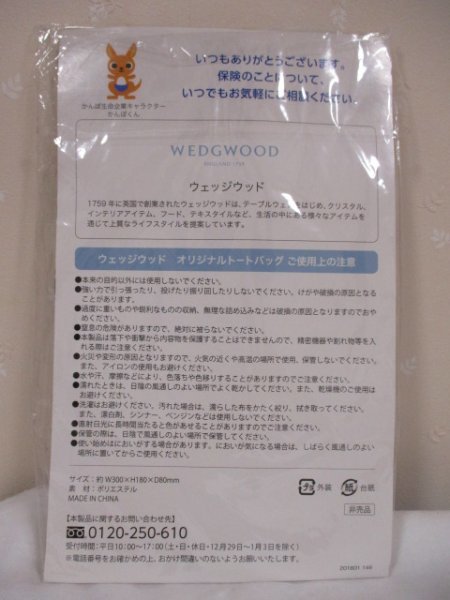 いつもありがとうございます。
保険のことについて、
いつでもお気軽にご相談ください。
かんぽ生命企業キャラクター
かんぽくん
WEDGWOOD
ENGLAND 1759
ウェッジウッド
1759年に英国で創業されたウェッジウッドは、テーブルウェアをはじめ、クリスタル、
インテリアアイテム、フード、テキスタイルなど、生活の中にある様々なアイテムを
通じて上質なライフスタイルを提案しています。
ウェッジウッド オリジナルトートバッグ ご使用上の注意
●本来の目的以外には使用しないでください。
●強い力で引っ張ったり、投げたり振り回したりしないでください。けがや破損の原因となる
ことがあります。
●過度に重いものや鋭利なものの収納、無理な詰め込みなどは破損の原因となりますのでおや
めください。
●窒息の危険がありますので、絶対に被らないでください。
●本製品は落下や衝撃から内容物を保護することはできませんので、精密機器や割れ物等を入
れる際はご注意ください。
●火災や変形の原因となりますので、火気の近くや高温の場所で使用、保管しないでください。
また、アイロンの使用もお避けください。
●水や汗、摩擦などにより、色落ちや色移りすることがありますのでご注意ください。
●濡れたときは、日陰の風通しのよい場所でよく乾かしてください。また、乾燥機のご使用は
お避けください。
●洗濯はお避けください。汚れた場合は、濡らした布をかたく絞り、拭き取ってください。
また、漂白剤、シンナー、ベンジンなどは使用しないでください。
●直射日光に長時間当たると色があせることがありますのでご注意ください。
●保管の際は、日陰で風通しのよい場所で保管してください。
●使い始めはにおいがする場合があります。においが気になる場合は、しばらく風通しのよい
場所に置いてからご使用ください。
サイズ:約 W300×H180×D80mm
素 材:ポリエステル
MADE IN CHINA
プラ 外装
紙 台紙
非売品
【本製品に関するお問い合わせ先】
0120-250-610
受付時間:平日10:00〜17:00(土・日・休日・12月29日〜1月3日を除く)
※電話番号をお確かめの上、おかけ間違いのないようお願いいたします。
201801